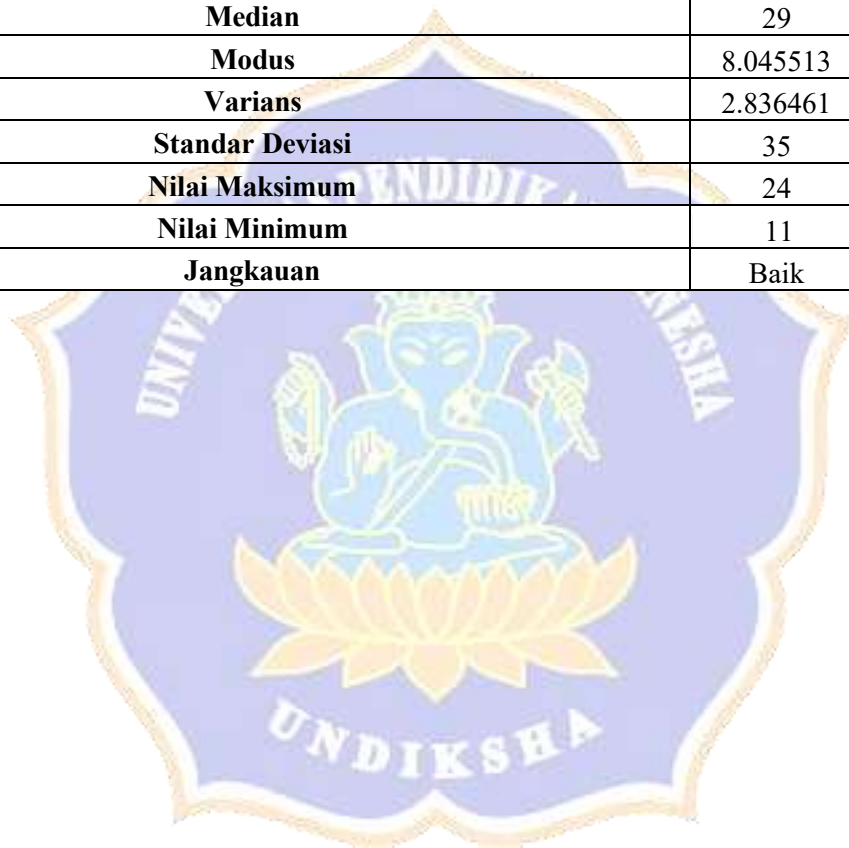 Median 29
Modus 8.045513
Varians 2.836461
Standar Deviasi 35
Nilai Maksimum 24
Nilai Minimum 11
Jangkauan Baik
UNDIKSHA